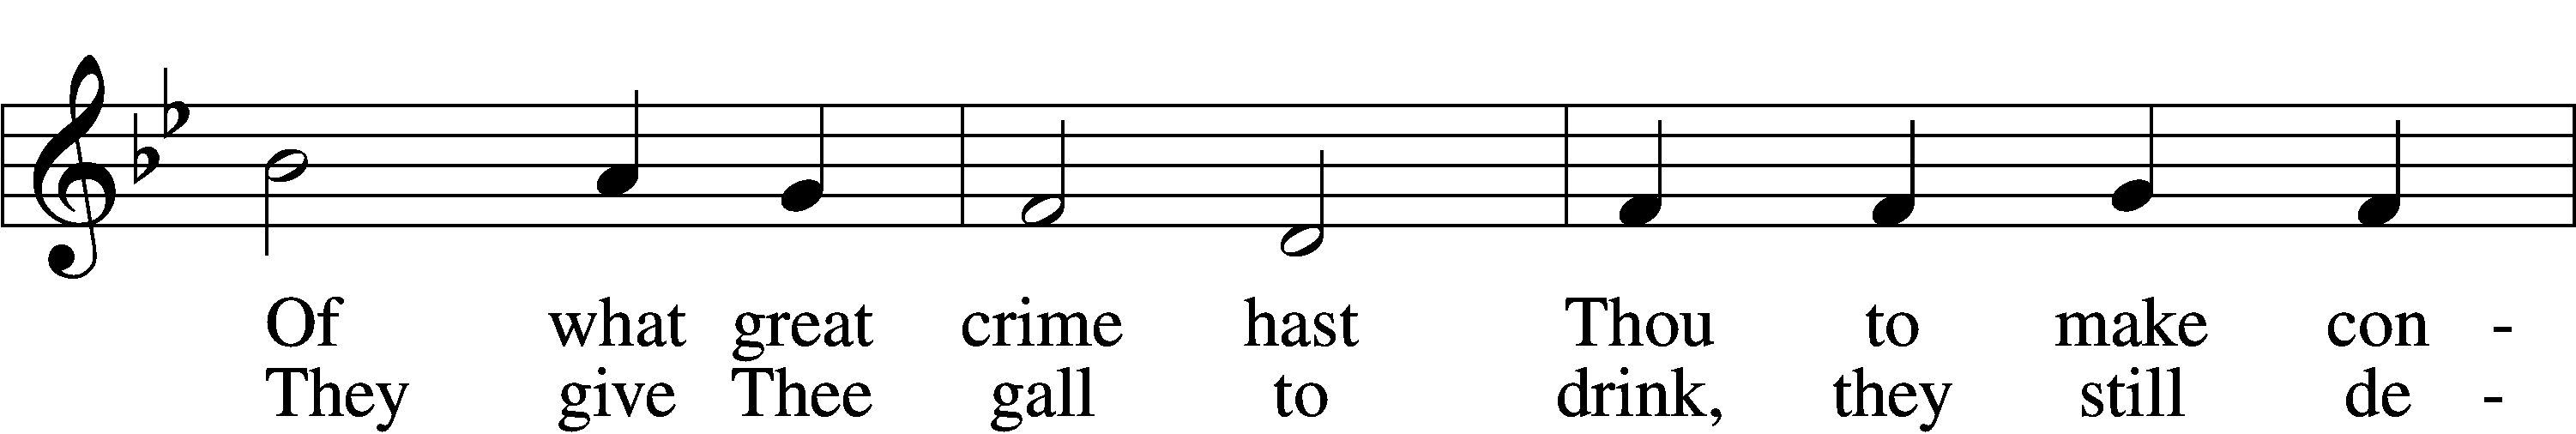 Of what great crime hast Thou to make con -
They give Thee gall to drink, they still de -